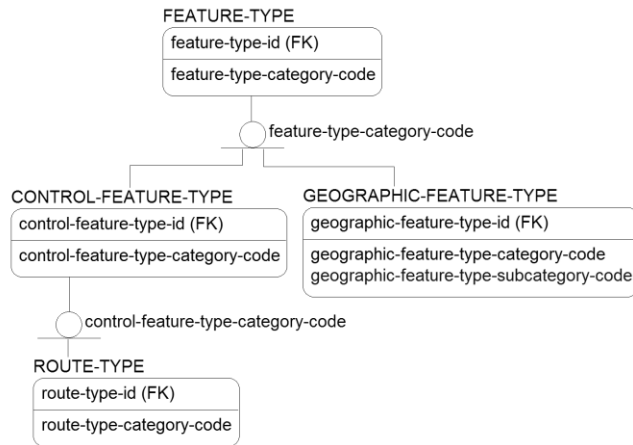 FEATURE-TYPE
feature-type-id (FK)
feature-type-category-code
feature-type-category-code
CONTROL-FEATURE-TYPE
control-feature-type-id (FK)
control-feature-type-category-code
GEOGRAPHIC-FEATURE-TYPE
geographic-feature-type-id (FK)
geographic-feature-type-category-code
geographic-feature-type-subcategory-code
control-feature-type-category-code
ROUTE-TYPE
route-type-id (FK)
route-type-category-code